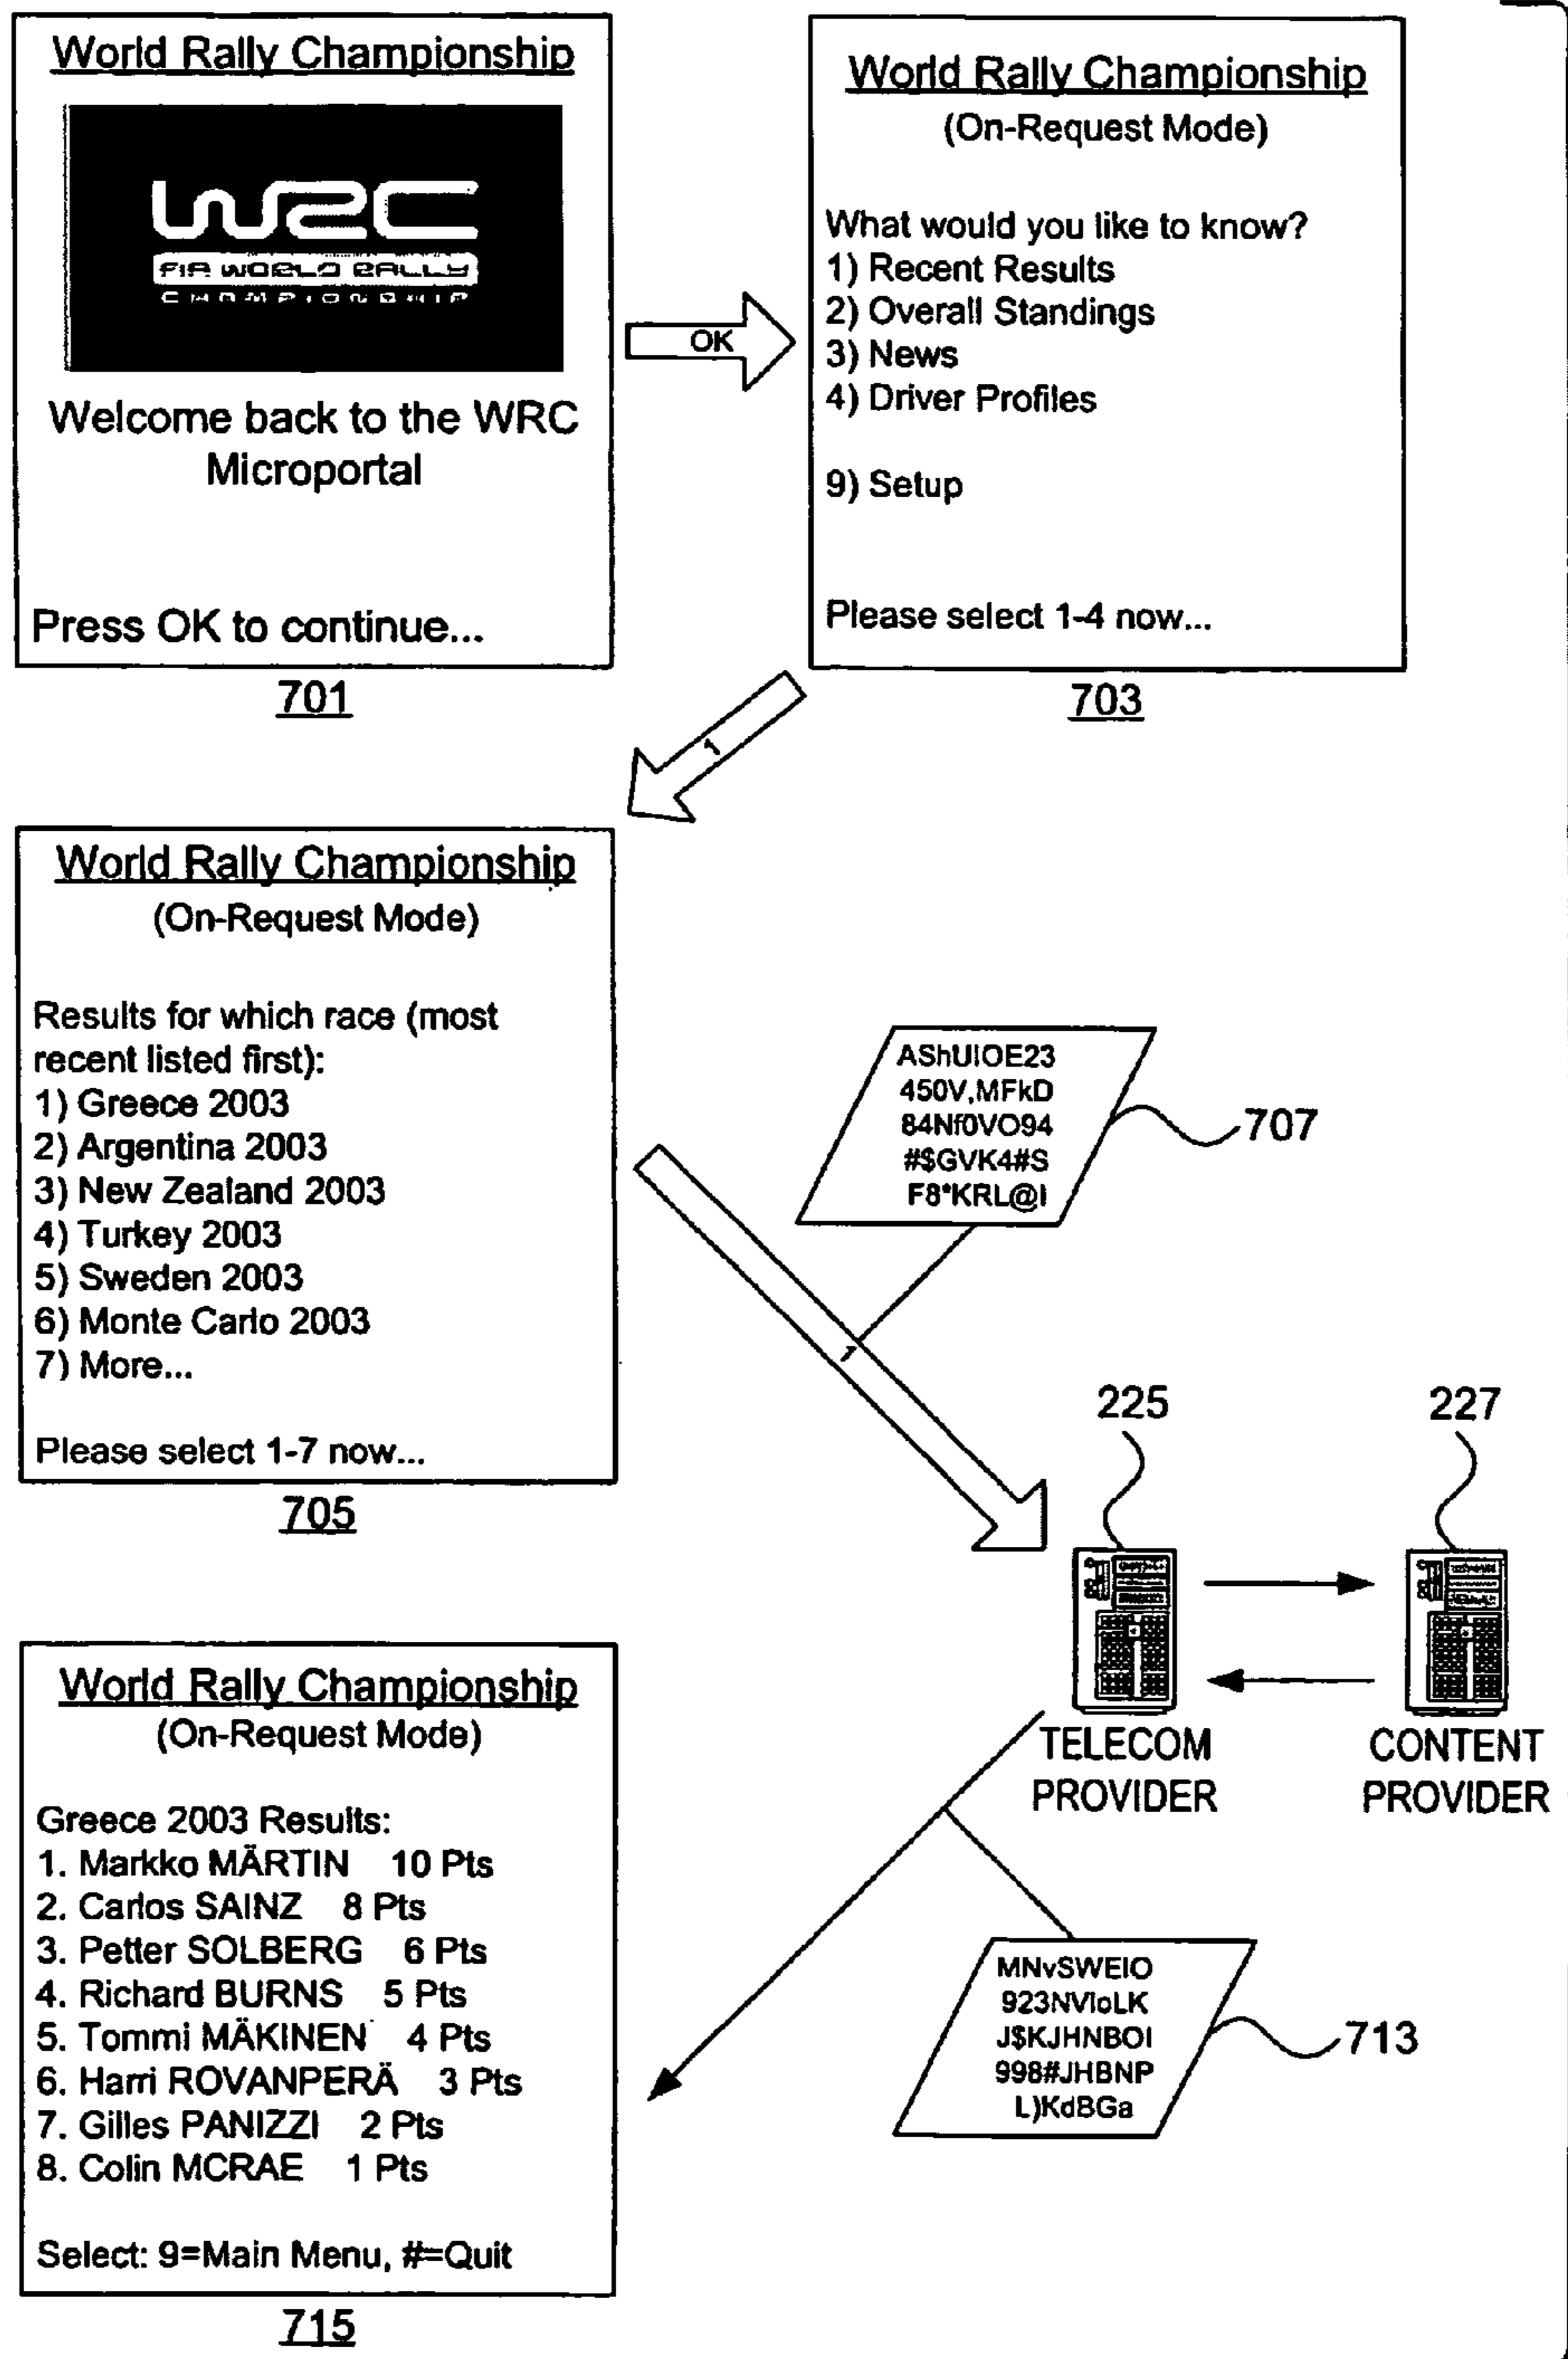 World Rally Championship
WRC
FIA WORLD RALLY
CHAMPIONSHIP
Welcome back to the WRC
Microportal
Press OK to continue...
701
OK
World Rally Championship
(On-Request Mode)
What would you like to know?
1) Recent Results
2) Overall Standings
3) News
4) Driver Profiles
9) Setup
Please select 1-4 now...
703
1
World Rally Championship
(On-Request Mode)
Results for which race (most
recent listed first):
1) Greece 2003
2) Argentina 2003
3) New Zealand 2003
4) Turkey 2003
5) Sweden 2003
6) Monte Carlo 2003
7) More...
Please select 1-7 now...
705
1
AShUIOE23
450V,MFkD
84Nf0VO94
#$GVK4#S
F8*KRL@I
707
225
227
TELECOM
PROVIDER
CONTENT
PROVIDER
MNvSWEIO
923NVIoLK
J$KJHNBOI
998#JHBNP
L)KdBGa
713
World Rally Championship
(On-Request Mode)
Greece 2003 Results:
1. Markko MÄRTIN 10 Pts
2. Carlos SAINZ 8 Pts
3. Petter SOLBERG 6 Pts
4. Richard BURNS 5 Pts
5. Tommi MÄKINEN 4 Pts
6. Harri ROVANPERÄ 3 Pts
7. Gilles PANIZZI 2 Pts
8. Colin MCRAE 1 Pts
Select: 9=Main Menu, #=Quit
715